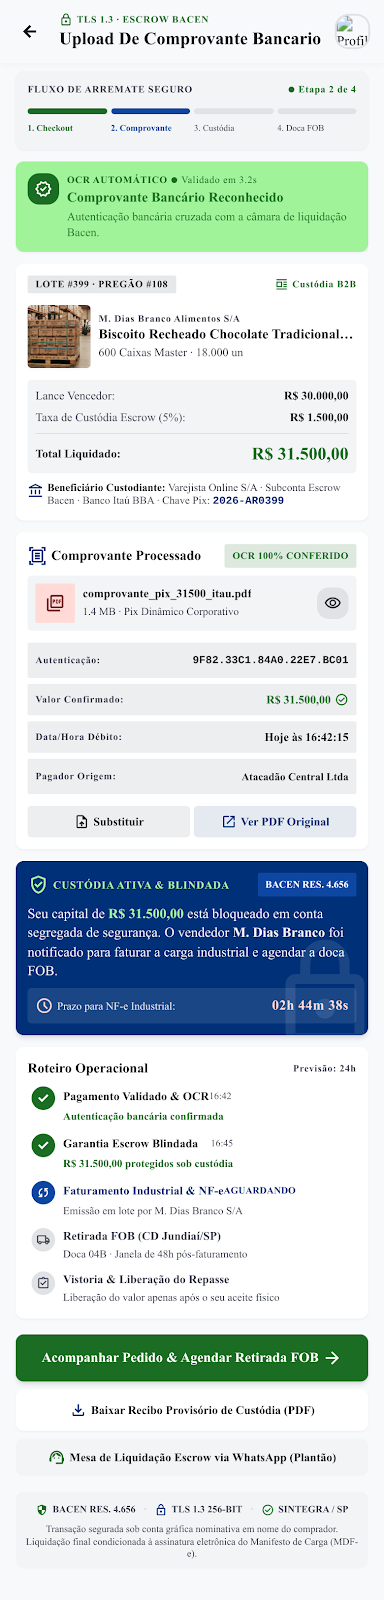 TLS 1.3 · ESCROW BACEN
Upload De Comprovante Bancario
Profil
FLUXO DE ARREMATE SEGURO
Etapa 2 de 4
1. Checkout
2. Comprovante
3. Custódia
4. Doca FOB
OCR AUTOMÁTICO ● Validado em 3.2s
Comprovante Bancário Reconhecido
Autenticação bancária cruzada com a câmara de liquidação
Bacen.
LOTE #399 · PREGÃO #108
Custódia B2B
M. Dias Branco Alimentos S/A
Biscoito Recheado Chocolate Tradicional…
600 Caixas Master · 18.000 un
Lance Vencedor:
R$ 30.000,00
Taxa de Custódia Escrow (5%):
R$ 1.500,00
Total Liquidado:
R$ 31.500,00
Beneficiário Custodiante: Varejista Online S/A · Subconta Escrow
Bacen · Banco Itaú BBA · Chave Pix: 2026-AR0399
Comprovante Processado
OCR 100% CONFERIDO
PDF
comprovante_pix_31500_itau.pdf
1.4 MB · Pix Dinâmico Corporativo
Autenticação:
9F82.33C1.84A0.22E7.BC01
Valor Confirmado:
R$ 31.500,00
Data/Hora Débito:
Hoje às 16:42:15
Pagador Origem:
Atacadão Central Ltda
Substituir
Ver PDF Original
CUSTÓDIA ATIVA & BLINDADA
BACEN RES. 4.656
Seu capital de R$ 31.500,00 está bloqueado em conta
segregada de segurança. O vendedor M. Dias Branco foi
notificado para faturar a carga industrial e agendar a doca
FOB.
Prazo para NF-e Industrial:
02h 44m 38s
Roteiro Operacional
Previsão: 24h
Pagamento Validado & OCR 16:42
Autenticação bancária confirmada
Garantia Escrow Blindada 16:45
R$ 31.500,00 protegidos sob custódia
Faturamento Industrial & NF-e AGUARDANDO
Emissão em lote por M. Dias Branco S/A
Retirada FOB (CD Jundiaí/SP)
Doca 04B · Janela de 48h pós-faturamento
Vistoria & Liberação do Repasse
Liberação do valor apenas após o seu aceite físico
Acompanhar Pedido & Agendar Retirada FOB
Baixar Recibo Provisório de Custódia (PDF)
Mesa de Liquidação Escrow via WhatsApp (Plantão)
BACEN RES. 4.656 · TLS 1.3 256-BIT · SINTEGRA / SP
Transação segurada sob conta gráfica nominativa em nome do comprador.
Liquidação final condicionada à assinatura eletrônica do Manifesto de Carga (MDF-
e).